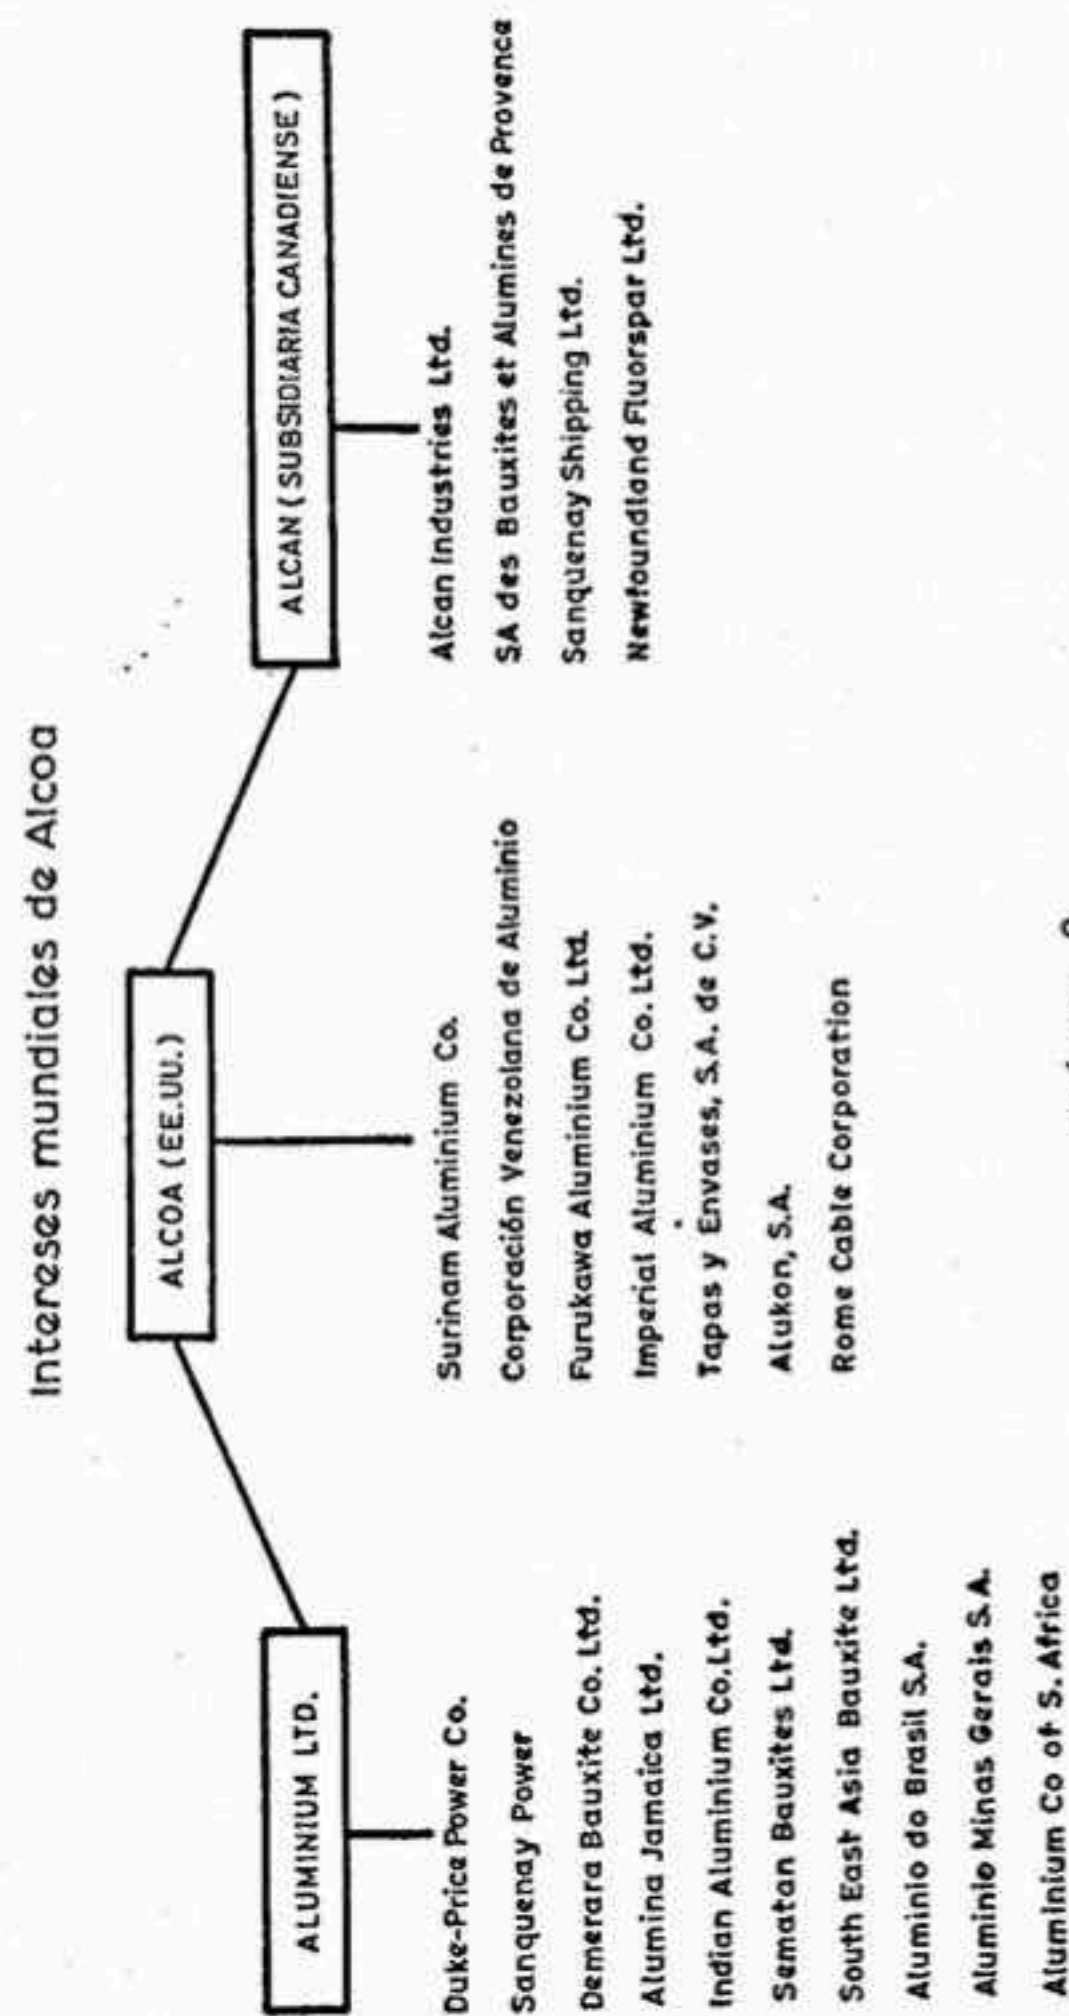 Intereses mundiales de Alcoa
ALUMINIUM LTD.
Duke-Price Power Co.
Sanquenay Power
Demerara Bauxite Co. Ltd.
Alumina Jamaica Ltd.
Indian Aluminium Co.Ltd.
Sematan Bauxites Ltd.
South East Asia Bauxite Ltd.
Aluminio do Brasil S.A.
Aluminio Minas Gerais S.A.
Aluminium Co of S. Africa
ALCOA (EE.UU.)
Surinam Aluminium Co.
Corporación Venezolana de Aluminio
Furukawa Aluminium Co. Ltd.
Imperial Aluminium Co. Ltd.
Tapas y Envases, S.A. de C.V.
Alukon, S.A.
Rome Cable Corporation
ALCAN (SUBSIDIARIA CANADIENSE)
Alcan Industries Ltd.
SA des Bauxites et Alumines de Provence
Sanquenay Shipping Ltd.
Newfoundland Fluorspar Ltd.